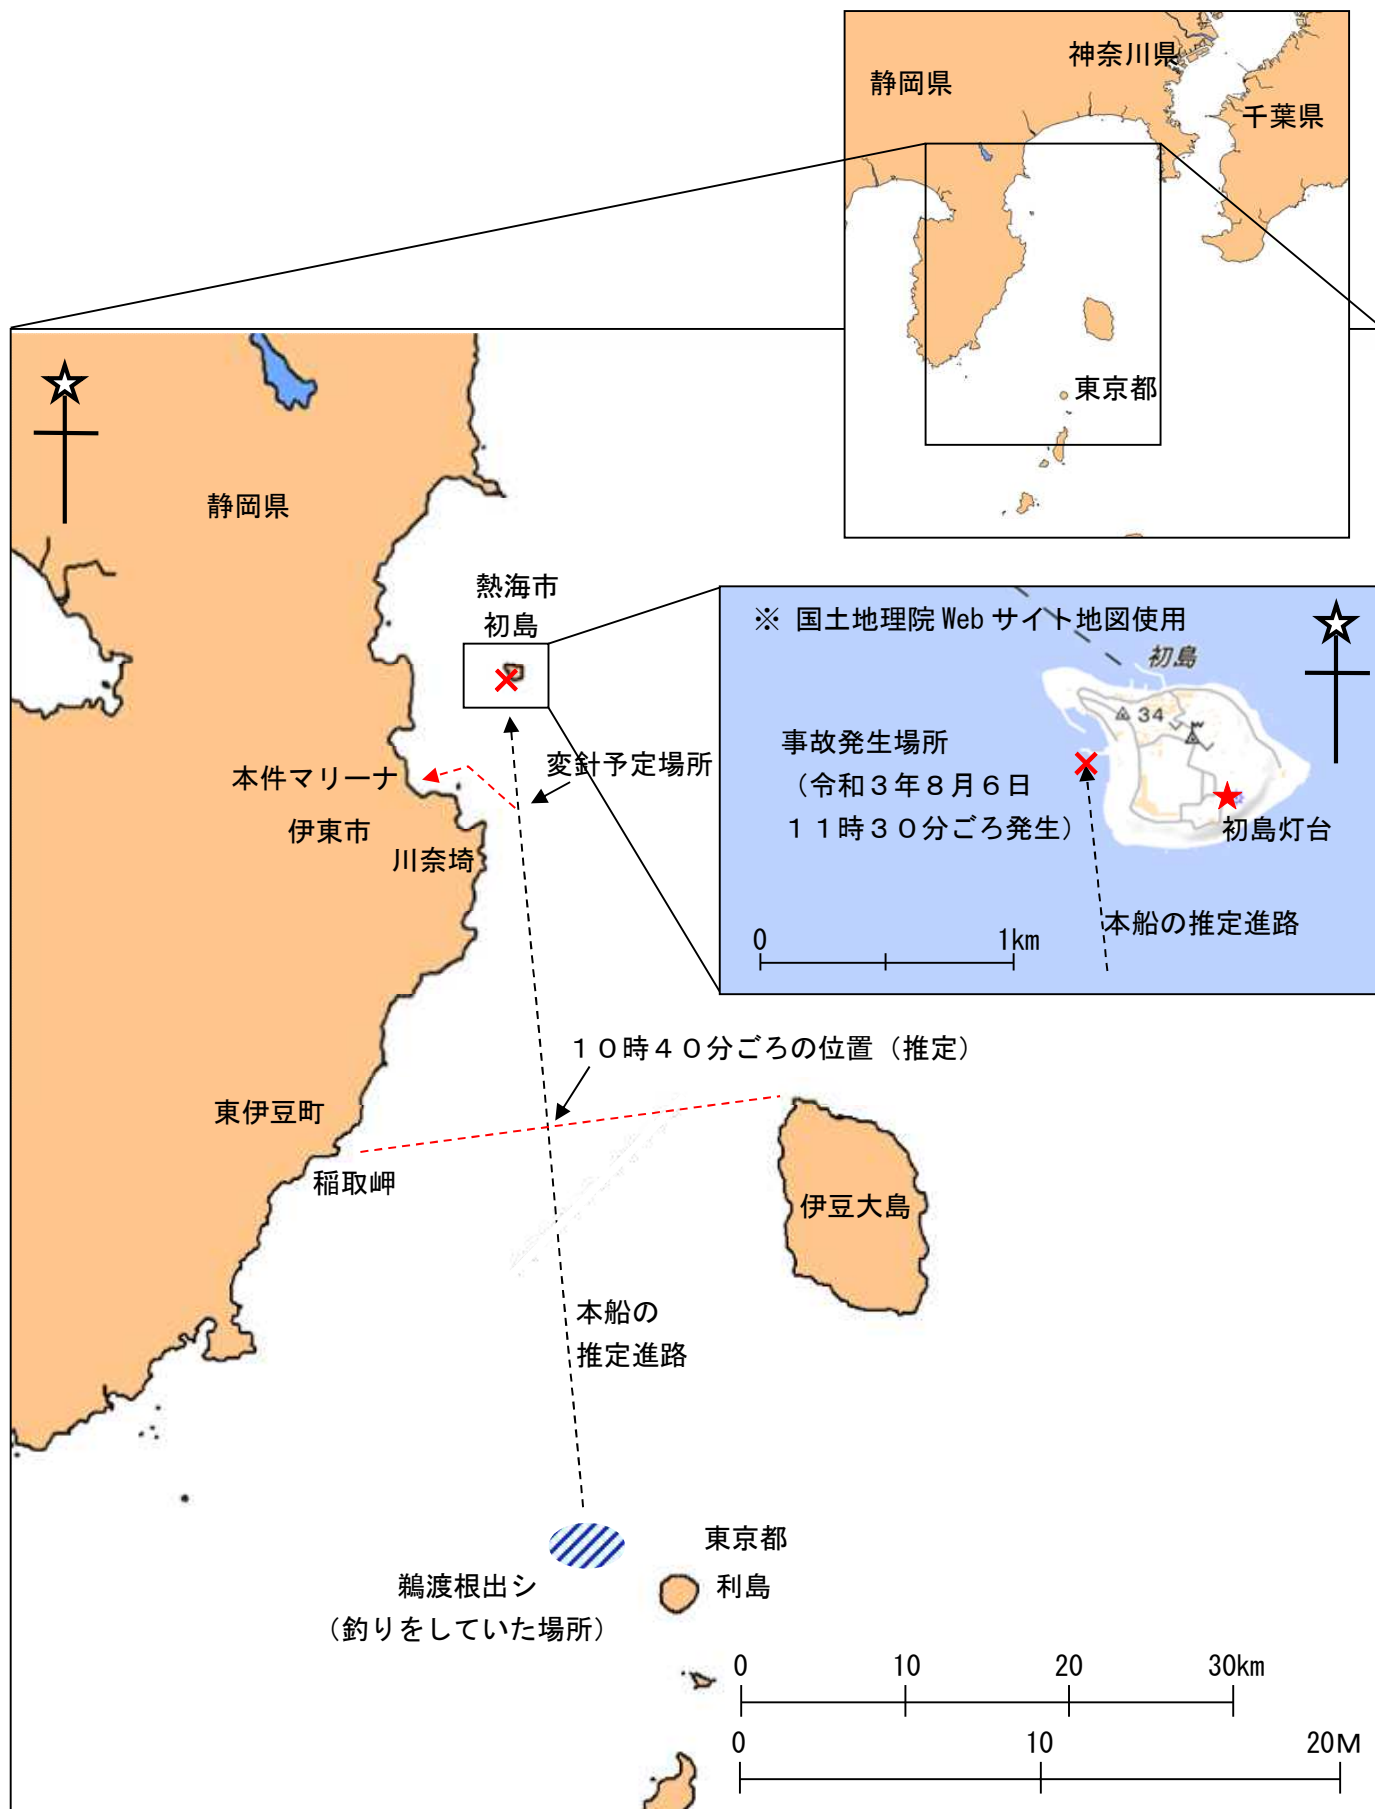 神奈川県
静岡県
千葉県
東京都
静岡県
熱海市
初島
※ 国土地理院 Web サイト地図使用
初島
34
事故発生場所
（令和３年８月６日
１１時３０分ごろ発生）
初島灯台
本船の推定進路
0 1km
変針予定場所
本件マリーナ
伊東市
川奈埼
１０時４０分ごろの位置（推定）
東伊豆町
稲取岬
伊豆大島
本船の
推定進路
東京都
利島
鵜渡根出シ
（釣りをしていた場所）
0 10 20 30km
0 10 20M